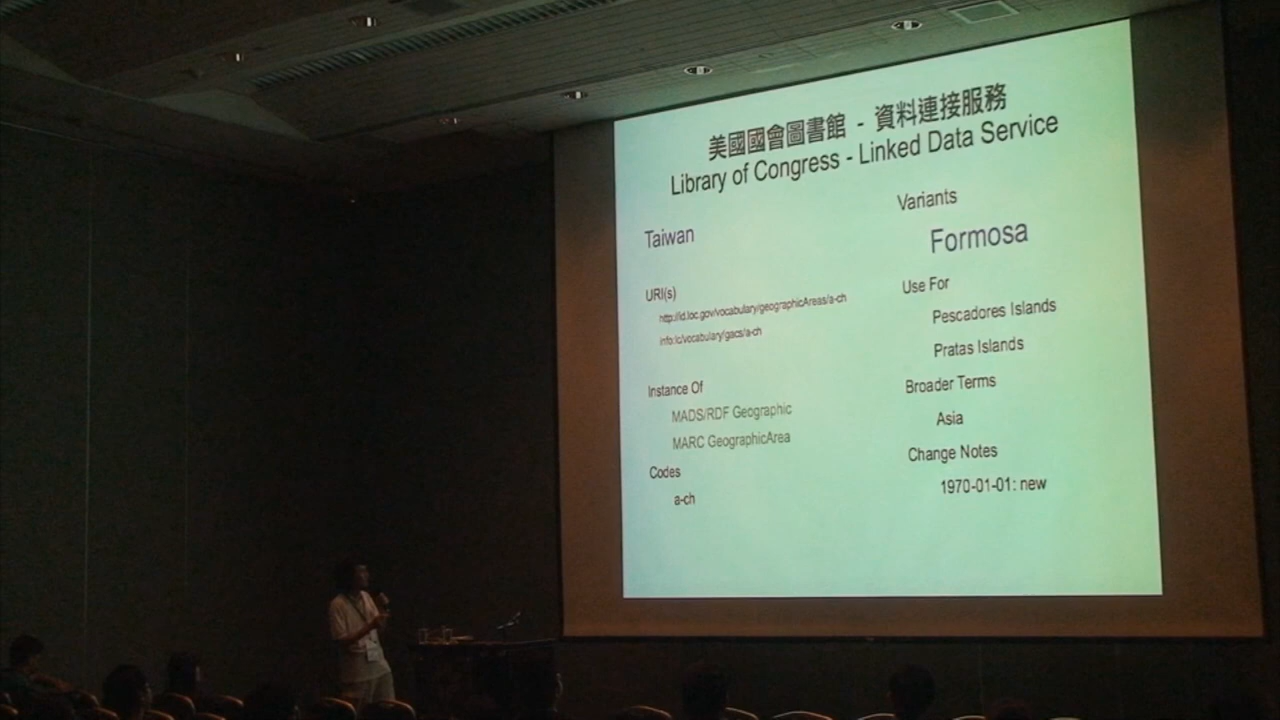 美國國會圖書館 - 資料連接服務
Library of Congress - Linked Data Service
Taiwan
URI(s)
http://id.loc.gov/vocabulary/geographicAreas/a-ch
info:lc/vocabulary/gacs/a-ch
Instance Of
MADS/RDF Geographic
MARC GeographicArea
Codes
a-ch
Variants
Formosa
Use For
Pescadores Islands
Pratas Islands
Broader Terms
Asia
Change Notes
1970-01-01: new